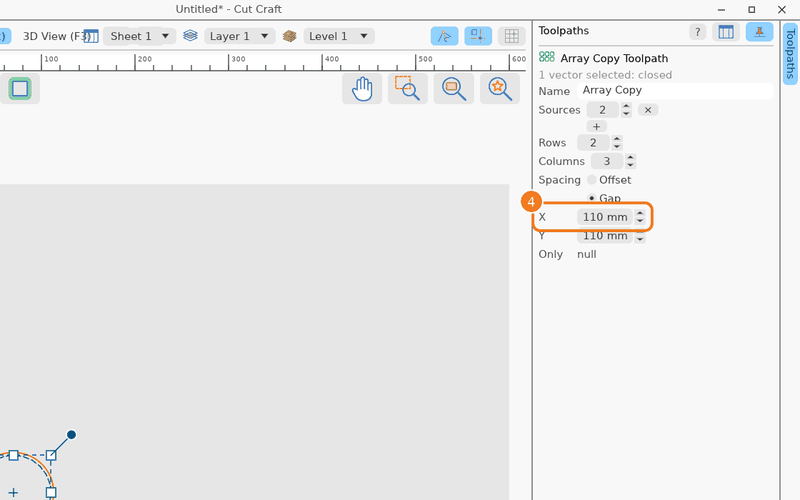 Untitled* - Cut Craft
3D View (F3)
Sheet 1
Layer 1
Level 1
100
200
300
400
500
600
Toolpaths
?
Toolpaths
Array Copy Toolpath
1 vector selected: closed
Name Array Copy
Sources 2
+
Rows 2
Columns 3
Spacing Offset
Gap
4
X 110 mm
Y 110 mm
Only null